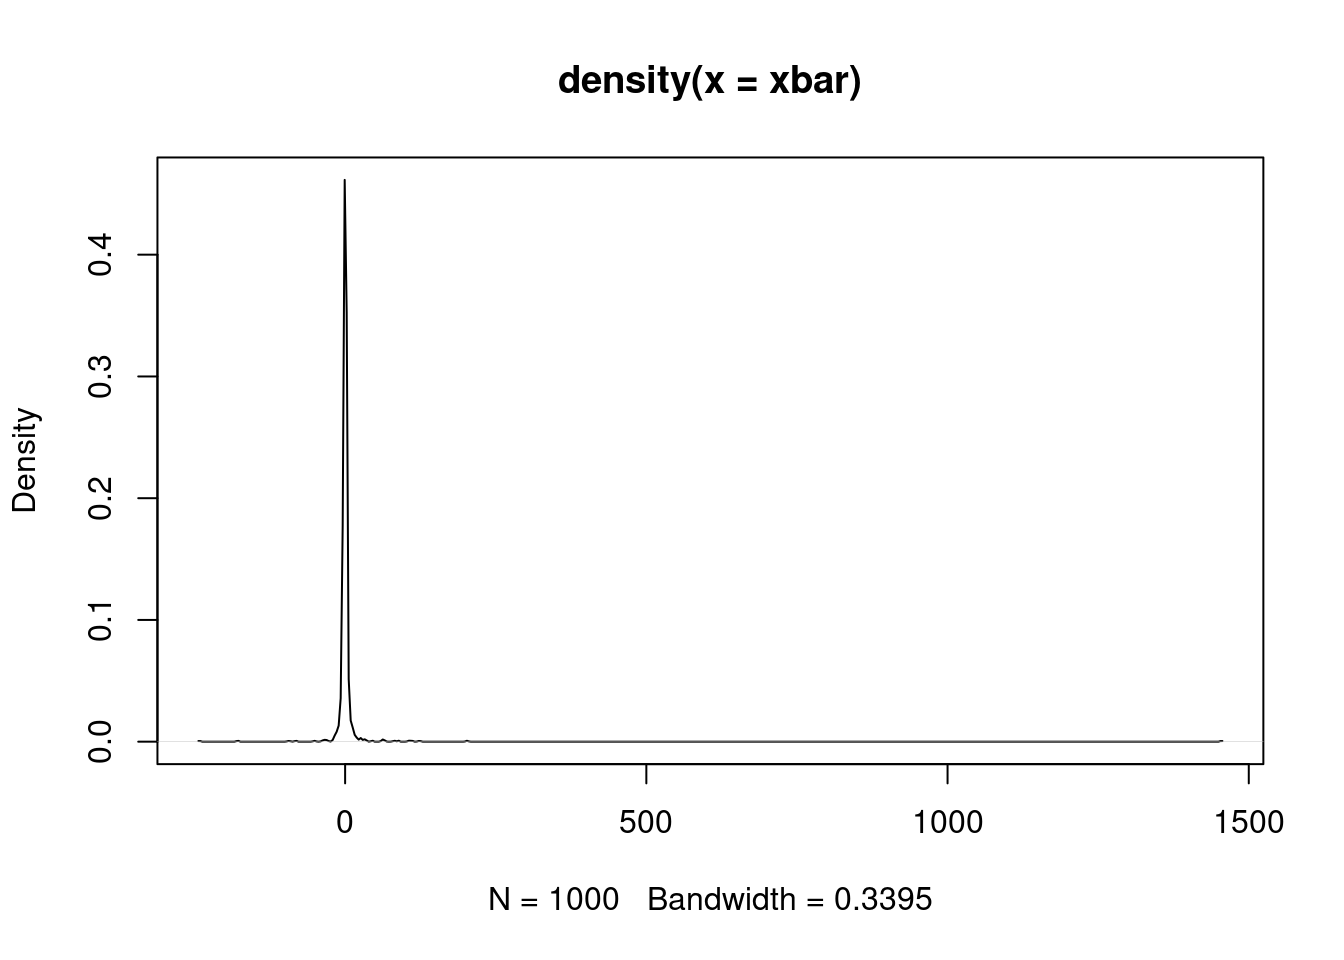 density(x = xbar)
Density
0.4
0.3
0.2
0.1
0.0
0 500 1000 1500
N = 1000 Bandwidth = 0.3395